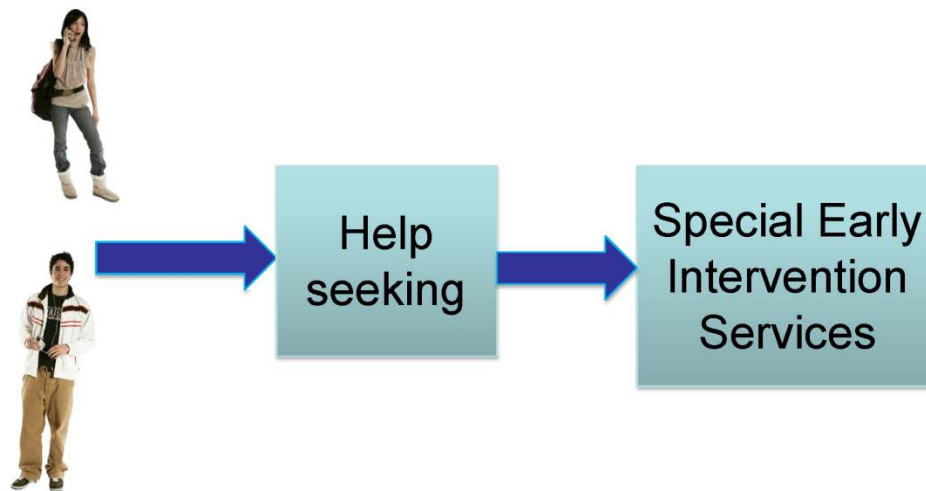 Help
seeking
Special Early
Intervention
Services